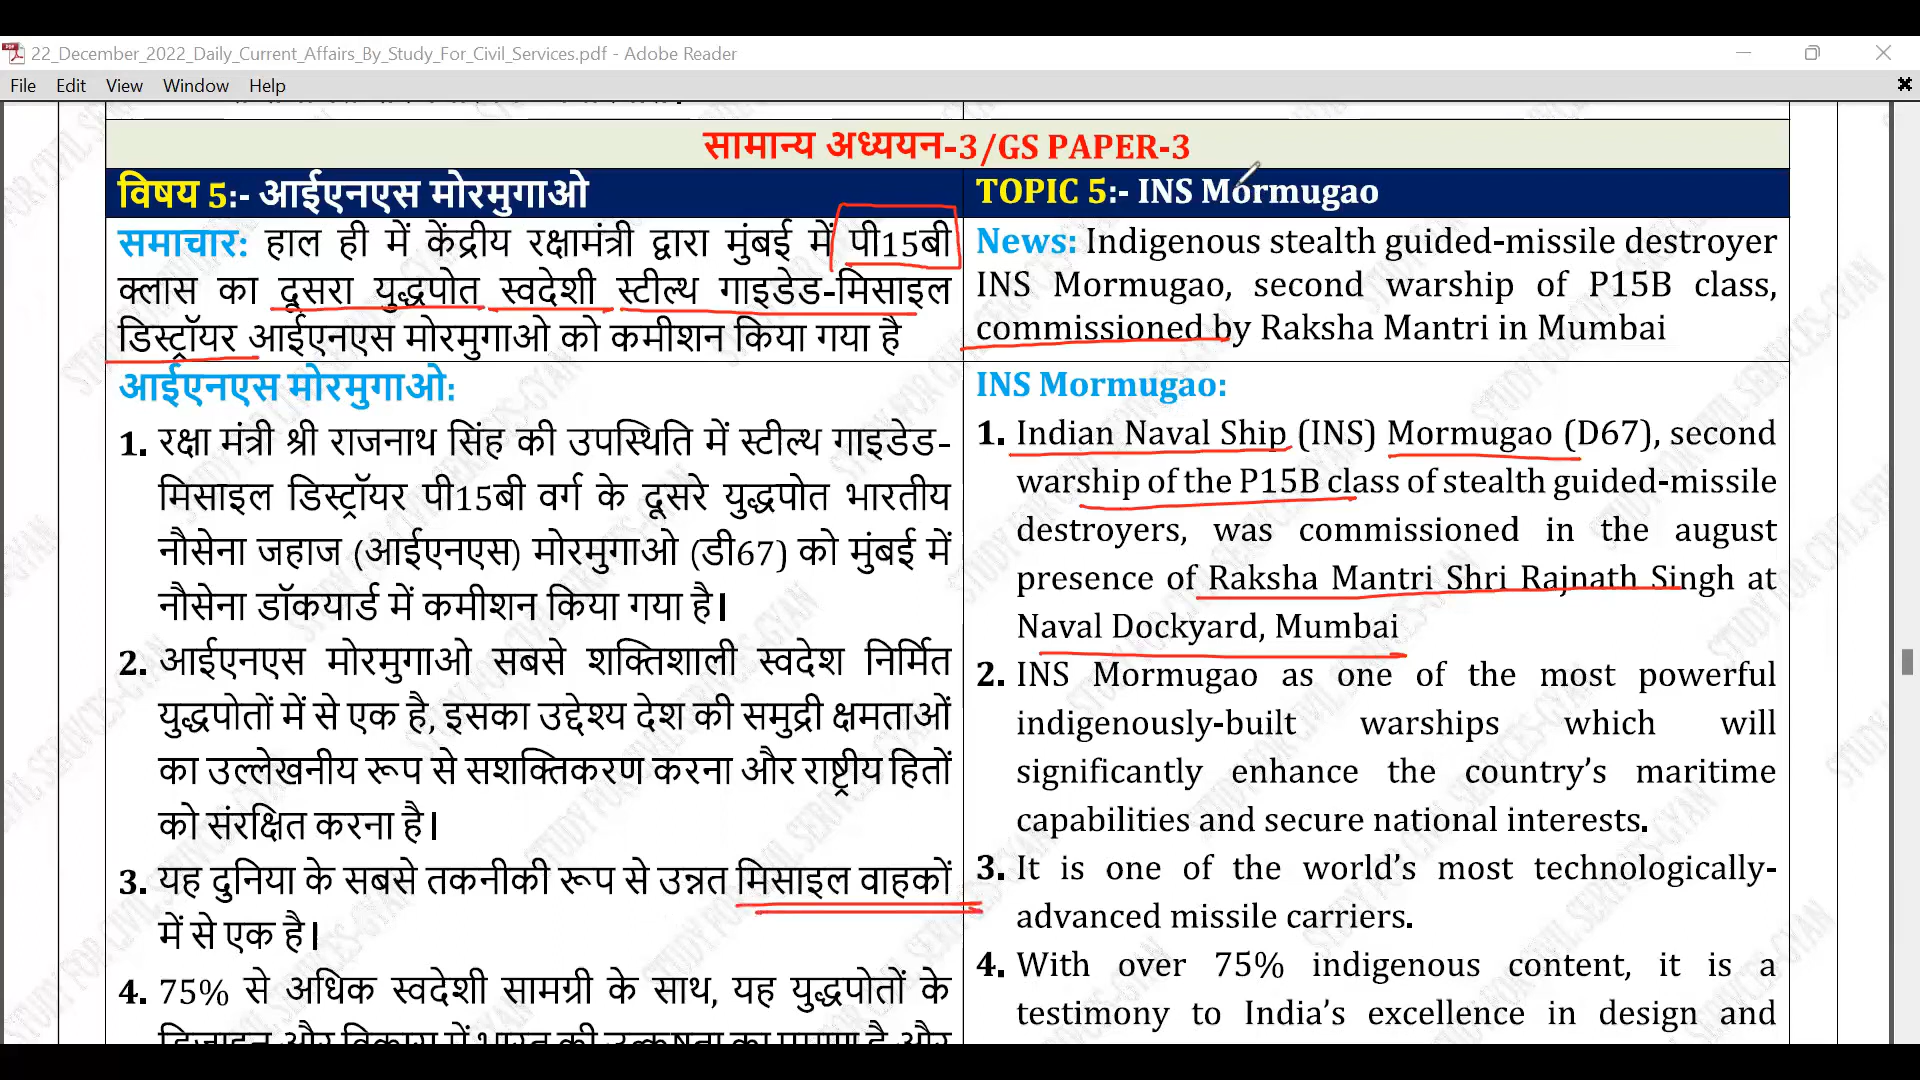 22_December_2022_Daily_Current_Affairs_By_Study_For_Civil_Services.pdf - Adobe Reader
File Edit View Window Help
सामान्य अध्ययन-3/GS PAPER-3
विषय 5:- आईएनएस मोरमुगाओ
समाचार: हाल ही में केंद्रीय रक्षामंत्री द्वारा मुंबई में पी15बी
क्लास का दूसरा युद्धपोत स्वदेशी स्टील्थ गाइडेड-मिसाइल
डिस्ट्रॉयर आईएनएस मोरमुगाओ को कमीशन किया गया है
आईएनएस मोरमुगाओ:
1. रक्षा मंत्री श्री राजनाथ सिंह की उपस्थिति में स्टील्थ गाइडेड-
मिसाइल डिस्ट्रॉयर पी15बी वर्ग के दूसरे युद्धपोत भारतीय
नौसेना जहाज (आईएनएस) मोरमुगाओ (डी67) को मुंबई में
नौसेना डॉकयार्ड में कमीशन किया गया है।
2. आईएनएस मोरमुगाओ सबसे शक्तिशाली स्वदेश निर्मित
युद्धपोतों में से एक है, इसका उद्देश्य देश की समुद्री क्षमताओं
का उल्लेखनीय रूप से सशक्तिकरण करना और राष्ट्रीय हितों
को संरक्षित करना है।
3. यह दुनिया के सबसे तकनीकी रूप से उन्नत मिसाइल वाहकों
में से एक है।
4. 75% से अधिक स्वदेशी सामग्री के साथ, यह युद्धपोतों के
डिजाइन और विकास में भारत की उत्कृष्टता का प्रमाण है और
TOPIC 5:- INS Mormugao
News: Indigenous stealth guided-missile destroyer
INS Mormugao, second warship of P15B class,
commissioned by Raksha Mantri in Mumbai
INS Mormugao:
1. Indian Naval Ship (INS) Mormugao (D67), second
warship of the P15B class of stealth guided-missile
destroyers, was commissioned in the august
presence of Raksha Mantri Shri Rajnath Singh at
Naval Dockyard, Mumbai
2. INS Mormugao as one of the most powerful
indigenously-built warships which will
significantly enhance the country's maritime
capabilities and secure national interests.
3. It is one of the world's most technologically-
advanced missile carriers.
4. With over 75% indigenous content, it is a
testimony to India's excellence in design and